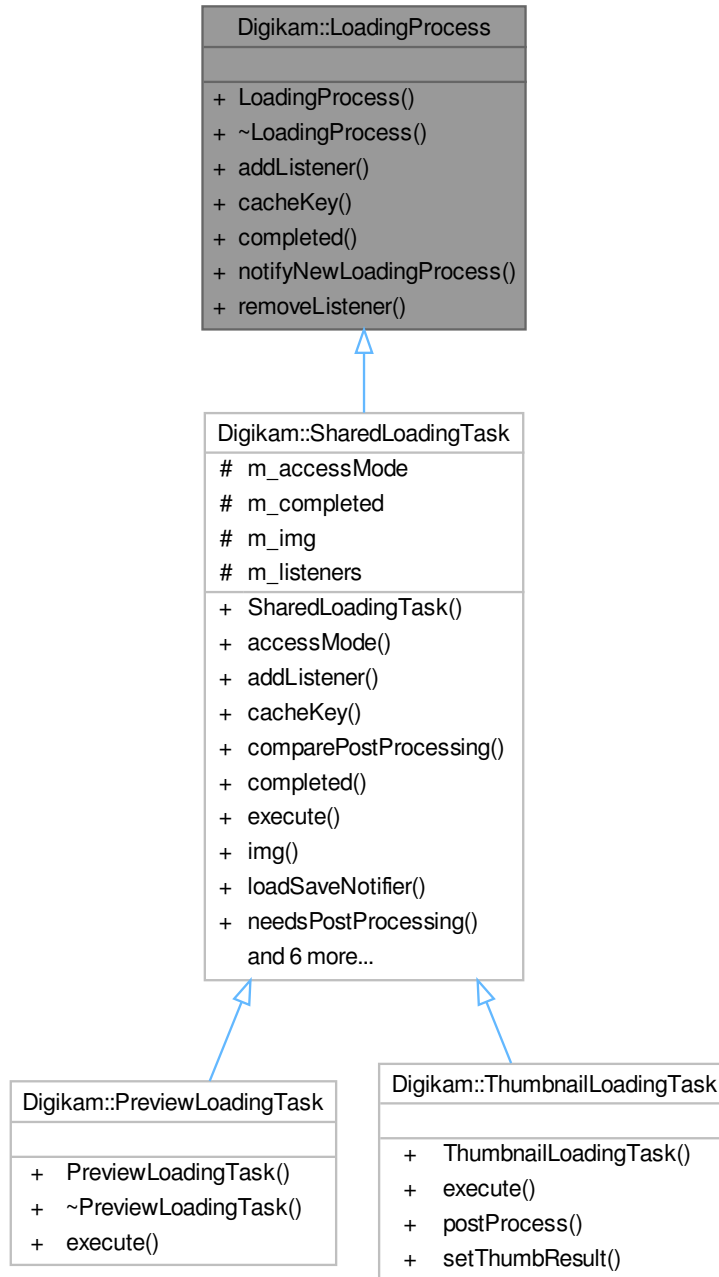 Digikam::LoadingProcess
+ LoadingProcess()
+ ~LoadingProcess()
+ addListener()
+ cacheKey()
+ completed()
+ notifyNewLoadingProcess()
+ removeListener()
Digikam::SharedLoadingTask
# m_accessMode
# m_completed
# m_img
# m_listeners
+ SharedLoadingTask()
+ accessMode()
+ addListener()
+ cacheKey()
+ comparePostProcessing()
+ completed()
+ execute()
+ img()
+ loadSaveNotifier()
+ needsPostProcessing()
and 6 more...
Digikam::PreviewLoadingTask
+ PreviewLoadingTask()
+ ~PreviewLoadingTask()
+ execute()
Digikam::ThumbnailLoadingTask
+ ThumbnailLoadingTask()
+ execute()
+ postProcess()
+ setThumbResult()